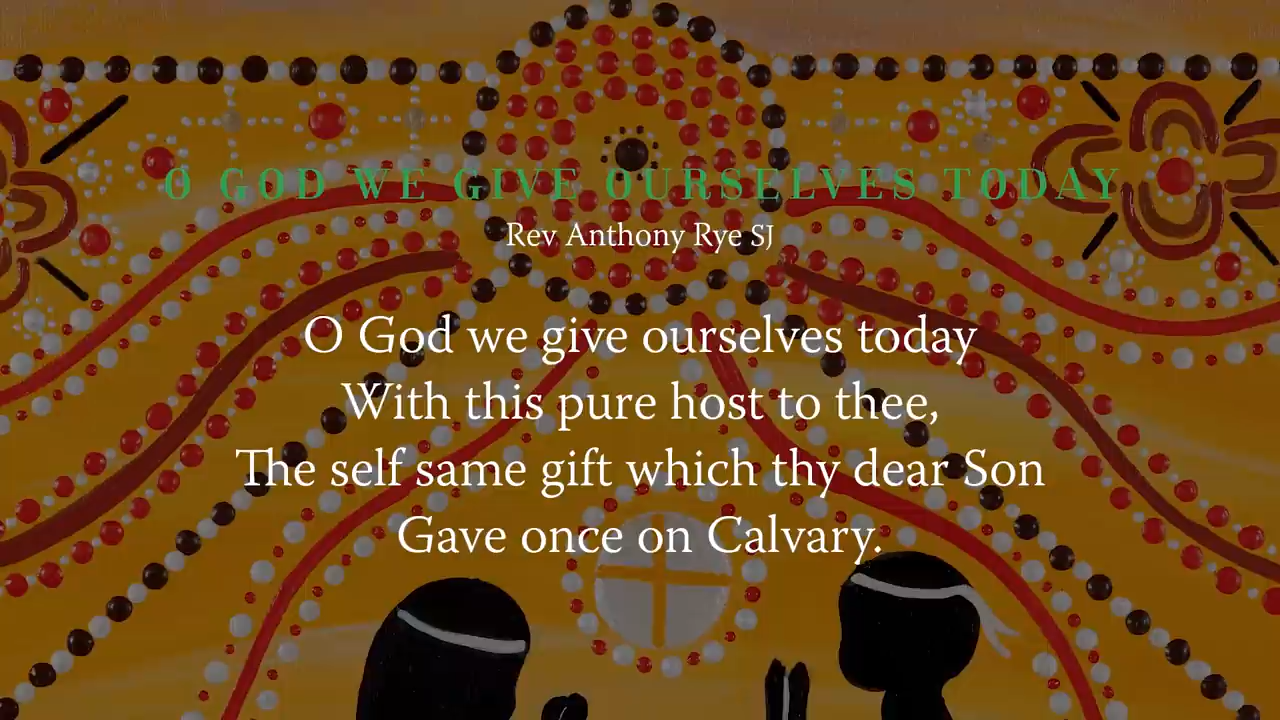 O GOD WE GIVE OURSELVES TODAY
Rev Anthony Rye SJ
O God we give ourselves today
With this pure host to thee,
The self same gift which thy dear Son
Gave once on Calvary.